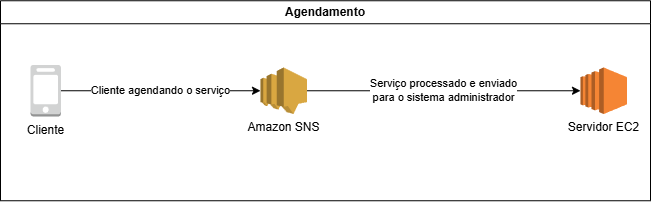 Agendamento
Cliente agendando o serviço
Serviço processado e enviado
para o sistema administrador
Cliente
Amazon SNS
Servidor EC2